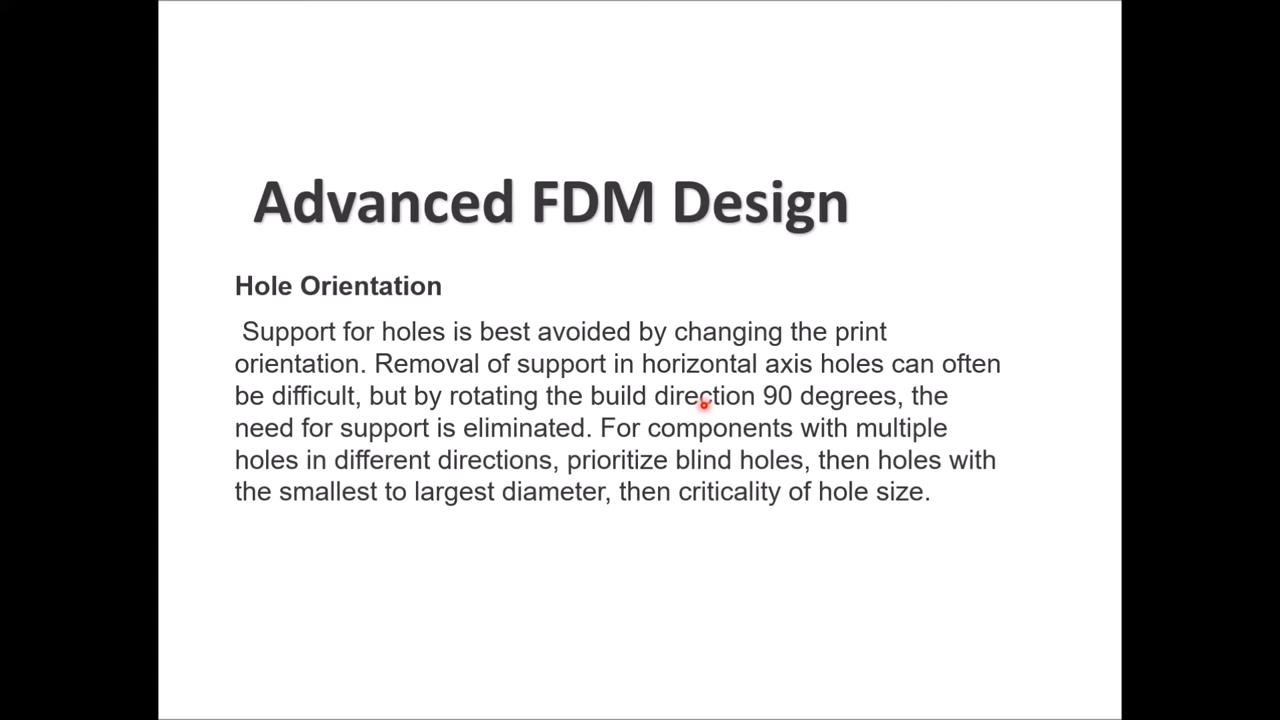 Advanced FDM Design
Hole Orientation
Support for holes is best avoided by changing the print
orientation. Removal of support in horizontal axis holes can often
be difficult, but by rotating the build direction 90 degrees, the
need for support is eliminated. For components with multiple
holes in different directions, prioritize blind holes, then holes with
the smallest to largest diameter, then criticality of hole size.